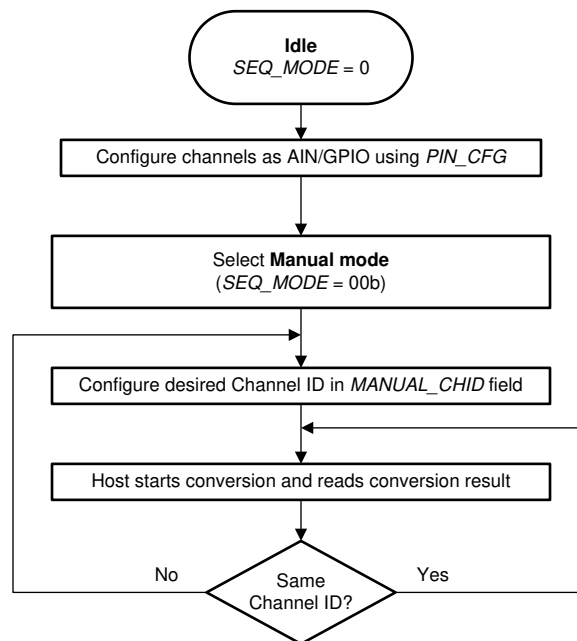 Idle
SEQ_MODE = 0
Configure channels as AIN/GPIO using PIN_CFG
Select Manual mode
(SEQ_MODE = 00b)
Configure desired Channel ID in MANUAL_CHID field
Host starts conversion and reads conversion result
No
Same
Channel ID?
Yes